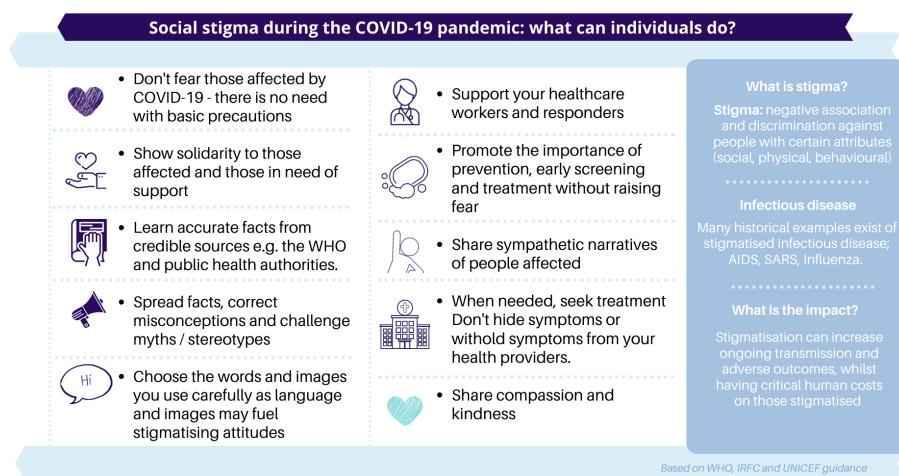 Social stigma during the COVID-19 pandemic: what can individuals do?
• Don't fear those affected by
COVID-19 - there is no need
with basic precautions
• Show solidarity to those
affected and those in need of
support
• Learn accurate facts from
credible sources e.g. the WHO
and public health authorities.
• Spread facts, correct
misconceptions and challenge
myths / stereotypes
Hi
• Choose the words and images
you use carefully as language
and images may fuel
stigmatising attitudes
• Support your healthcare
workers and responders
• Promote the importance of
prevention, early screening
and treatment without raising
fear
• Share sympathetic narratives
of people affected
• When needed, seek treatment
Don't hide symptoms or
withold symptoms from your
health providers.
• Share compassion and
kindness
What is stigma?
Stigma: negative association
and discrimination against
people with certain attributes
(social, physical, behavioural)
Infectious disease
Many historical examples exist of
stigmatised infectious disease;
AIDS, SARS, Influenza.
What is the impact?
Stigmatisation can increase
ongoing transmission and
adverse outcomes, whilst
having critical human costs
on those stigmatised
Based on WHO, IRFC and UNICEF guidance